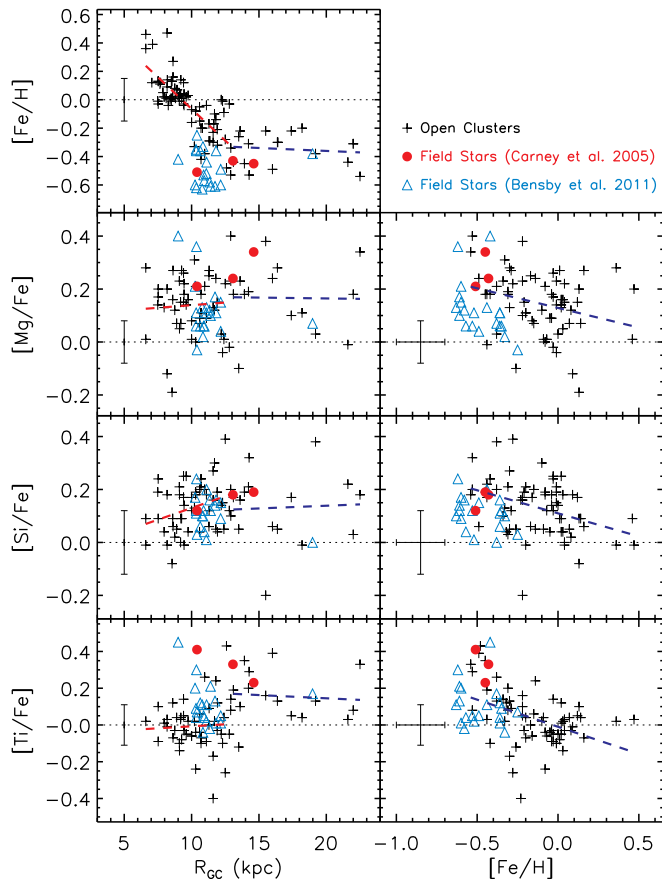 0.6
0.4
0.2
0.0
-0.2
-0.4
-0.6
[Fe/H]
Open Clusters
Field Stars (Carney et al. 2005)
Field Stars (Bensby et al. 2011)
0.4
0.2
0.0
-0.2
[Mg/Fe]
0.4
0.2
0.0
-0.2
[Si/Fe]
0.4
0.2
-0.0
-0.2
-0.4
[Ti/Fe]
5 10 15 20
R_GC (kpc)
-1.0 -0.5 0.0 0.5
[Fe/H]